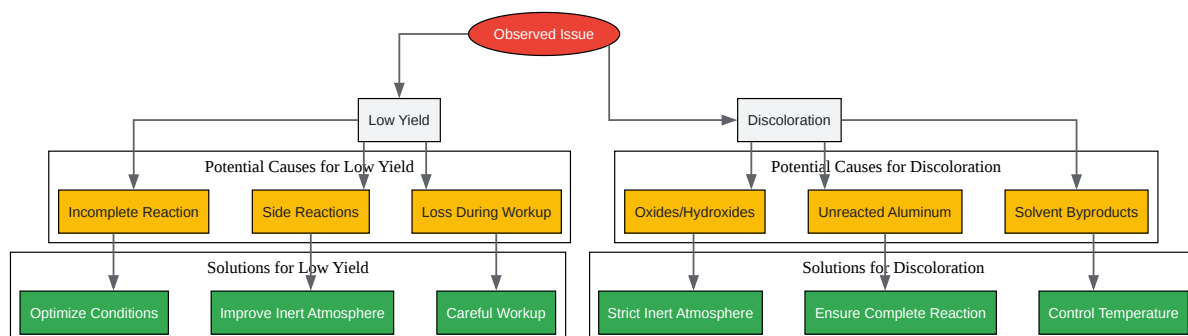 Observed Issue
Low Yield
Discoloration
Potential Causes for Low Yield
Potential Causes for Discoloration
Incomplete Reaction
Side Reactions
Loss During Workup
Oxides/Hydroxides
Unreacted Aluminum
Solvent Byproducts
Solutions for Low Yield
Solutions for Discoloration
Optimize Conditions
Improve Inert Atmosphere
Careful Workup
Strict Inert Atmosphere
Ensure Complete Reaction
Control Temperature